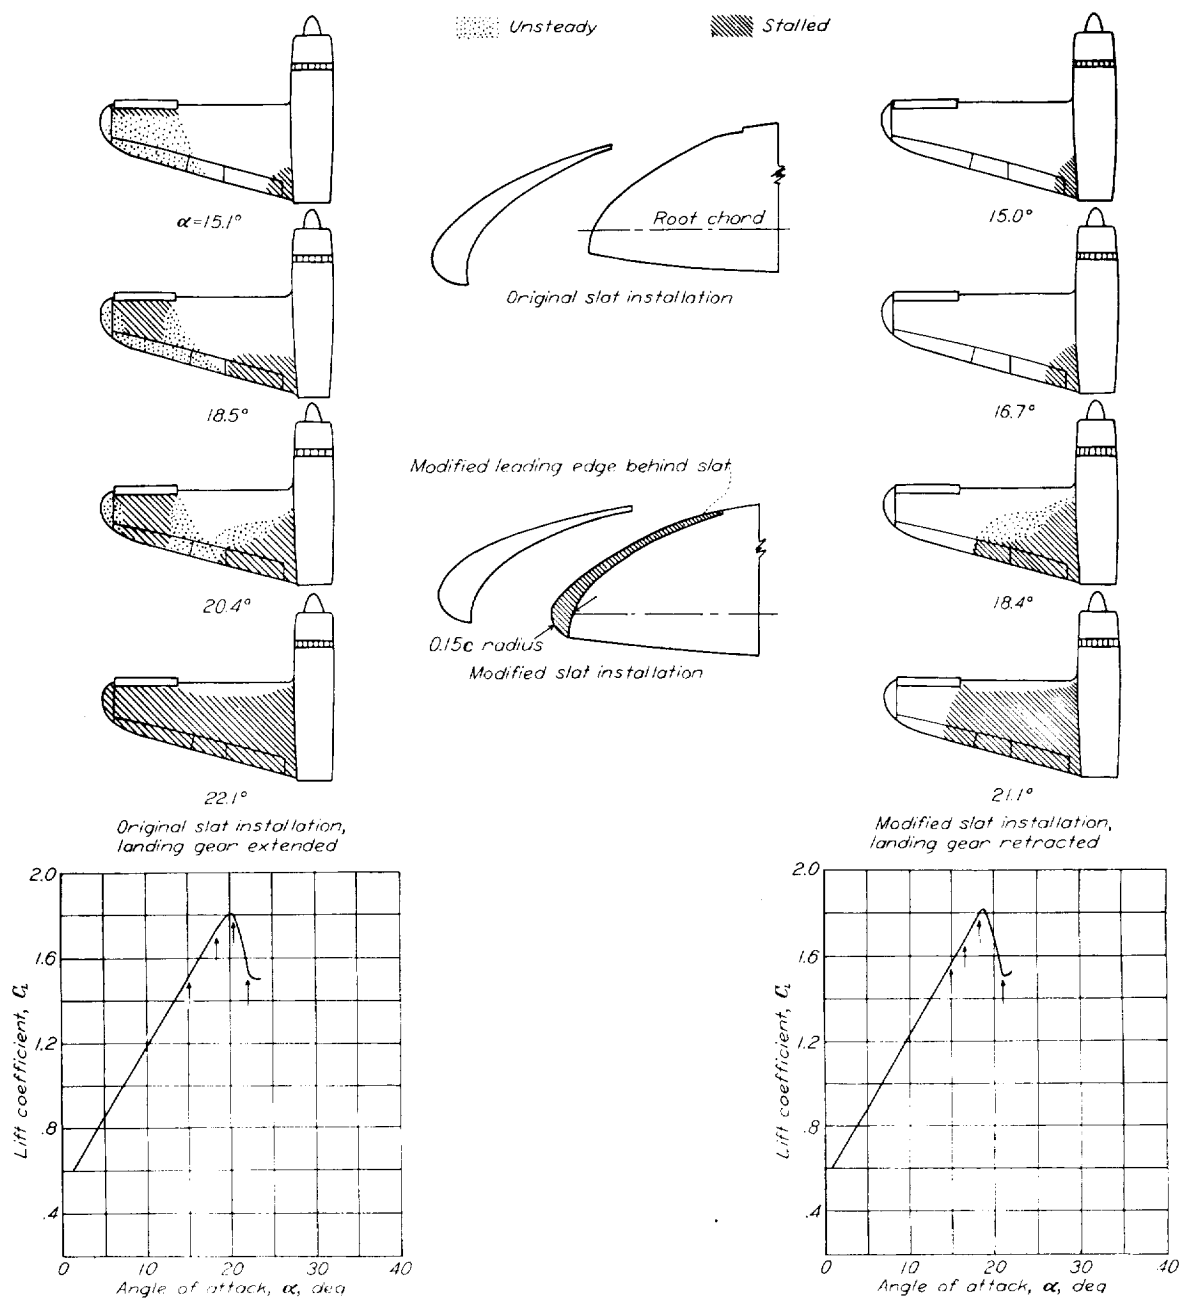 Unsteady
Stalled
α=15.1°
18.5°
20.4°
22.1°
Original slat installation,
landing gear extended
Root chord
Original slat installation
Modified leading edge behind slat
0.15c radius
Modified slat installation
15.0°
16.7°
18.4°
21.1°
Modified slat installation,
landing gear retracted
2.0
1.6
1.2
.8
.4
Lift coefficient, C_L
0 10 20 30 40
Angle of attack, α, deg
2.0
1.6
1.2
.8
.4
Lift coefficient, C_L
0 10 20 30 40
Angle of attack, α, deg